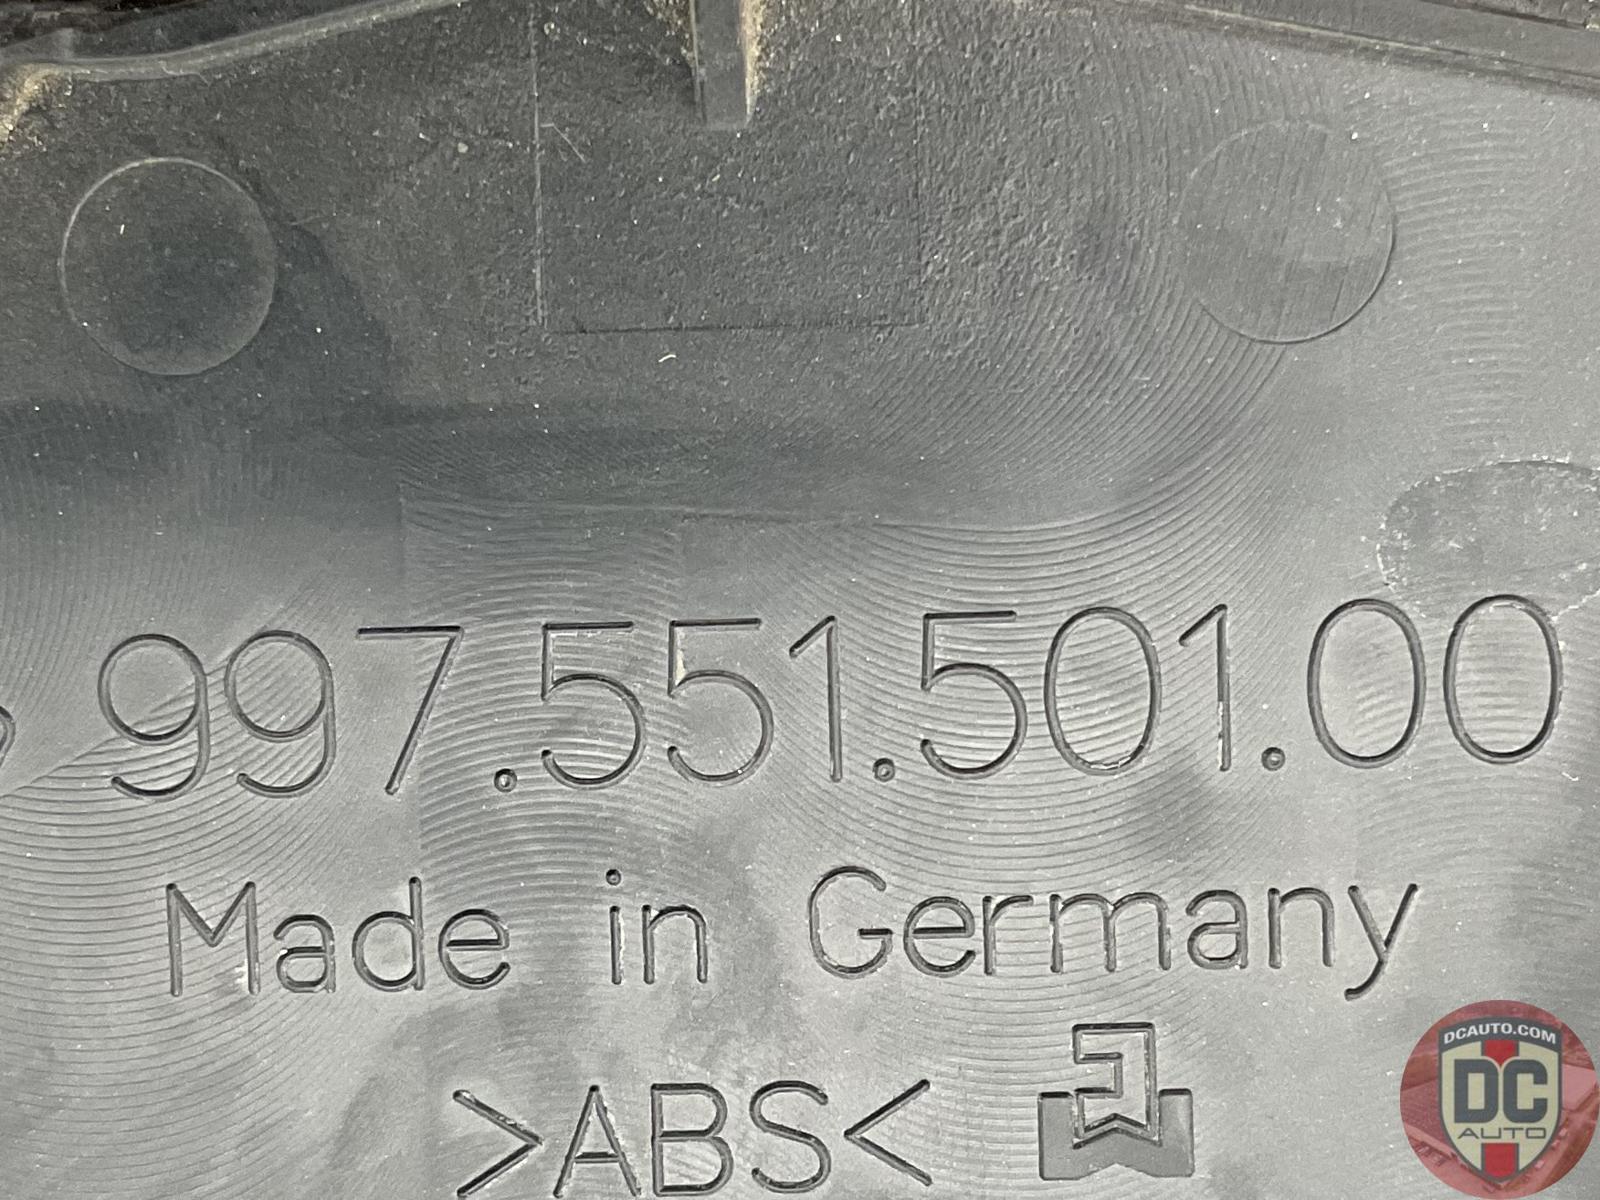 997.551.501.00
Made in Germany
>ABS<
DCAUTO.COM
DC
AUTO